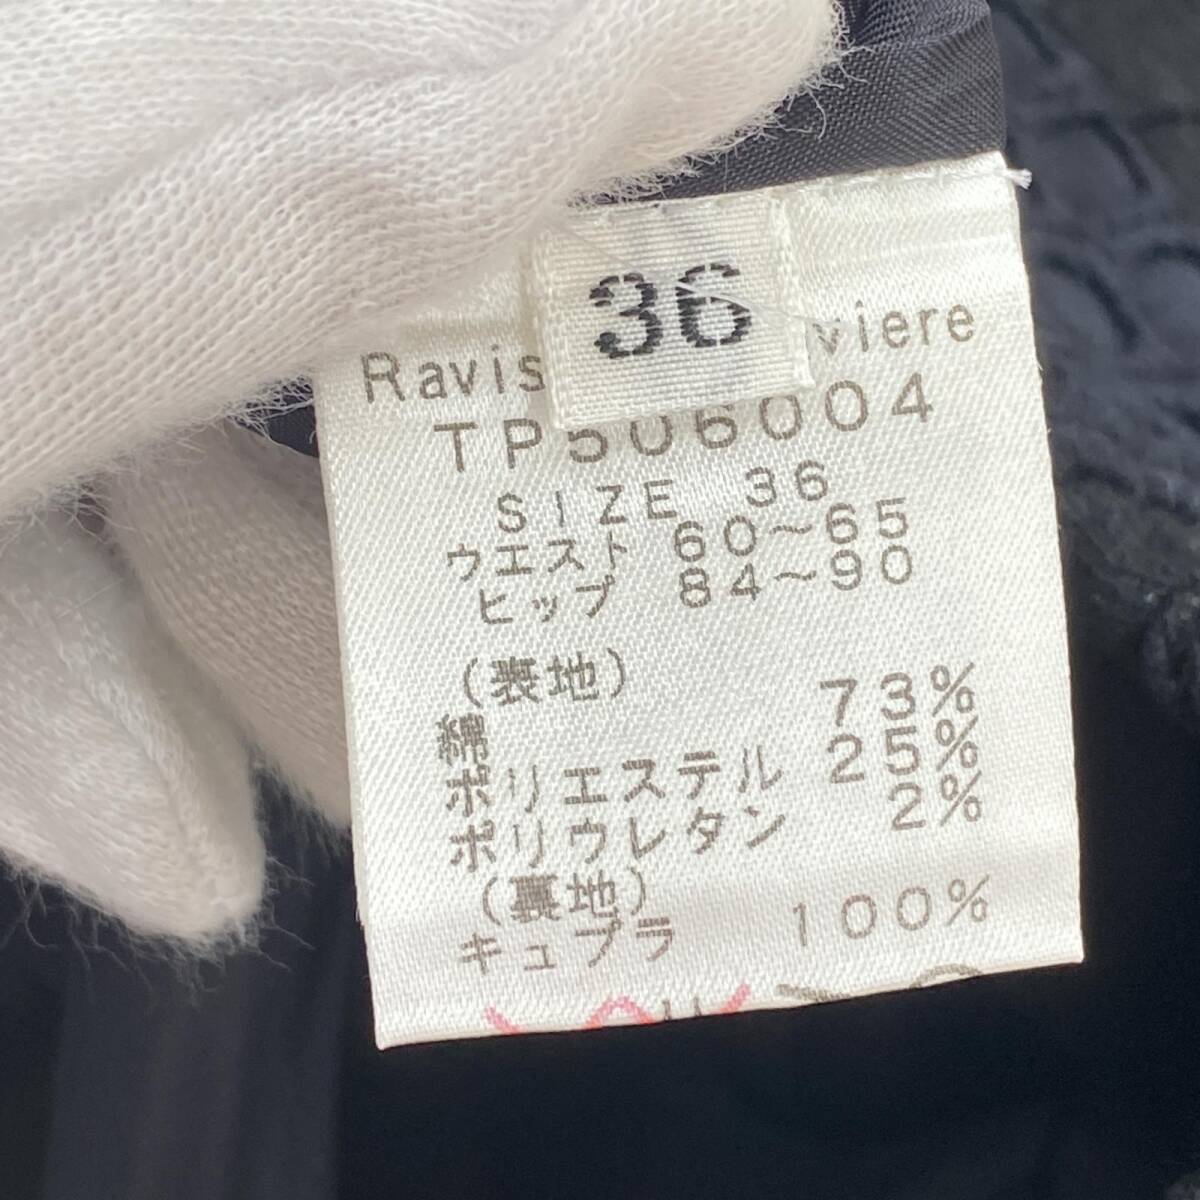 36
Ravis viere
TP506004
SIZE 36
ウエスト 60~65
ヒップ 84~90
(表地)
綿 73%
ポリエステル 25%
ポリウレタン 2%
(裏地)
キュプラ 100%